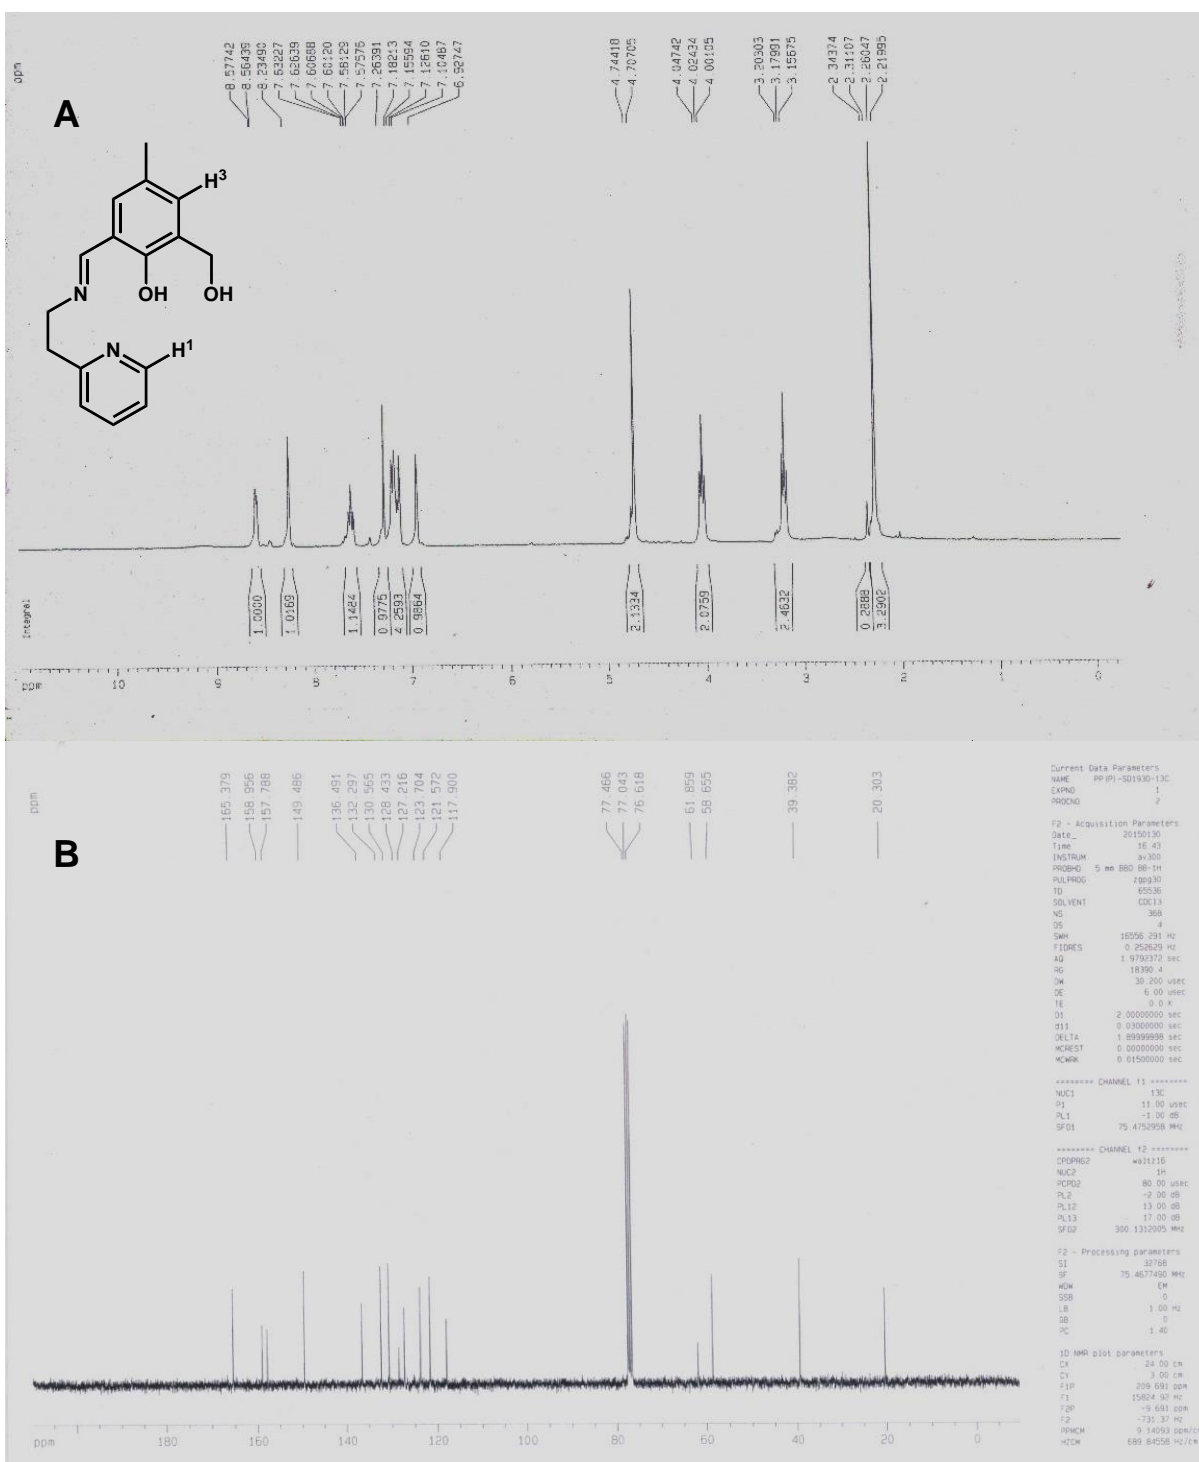 ppm
8.57742
8.56439
8.23490
7.63227
7.62639
7.60688
7.60120
7.58129
7.57575
7.26391
7.18213
7.15594
7.12610
7.10487
6.92747
4.74418
4.70705
4.04742
4.02434
4.00105
3.20303
3.17991
3.15675
2.34374
2.31107
2.26047
2.21995
A
H3
N
OH
OH
N
H1
Integral
1.0000
1.0169
1.1484
0.9775
4.2593
0.9864
2.1334
2.0759
2.4632
0.2888
3.2902
ppm
10
9
8
7
6
5
4
3
2
1
0
ppm
165.379
158.956
157.788
149.486
136.491
132.297
130.565
128.433
127.216
123.704
121.572
117.900
77.466
77.043
76.618
61.859
58.655
39.382
20.303
B
Current Data Parameters
NAME PP(P)-SD1930-13C
EXPNO 1
PROCNO 2
F2 - Acquisition Parameters
Date_ 20150130
Time 16.43
INSTRUM av300
PROBHD 5 mm BBO BB-1H
PULPROG zgpg30
TD 65536
SOLVENT CDCl3
NS 368
DS 4
SWH 16556.291 Hz
FIDRES 0.252629 Hz
AQ 1.9792372 sec
RG 18390.4
DW 30.200 usec
DE 6.00 usec
TE 0.0 K
D1 2.00000000 sec
d11 0.03000000 sec
DELTA 1.89999998 sec
MCREST 0.00000000 sec
MCWRK 0.01500000 sec
======== CHANNEL f1 ========
NUC1 13C
P1 11.00 usec
PL1 -1.00 dB
SFO1 75.4752958 MHz
======== CHANNEL f2 ========
CPDPRG2 waltz16
NUC2 1H
PCPD2 80.00 usec
PL2 -2.00 dB
PL12 13.00 dB
PL13 17.00 dB
SFO2 300.1312005 MHz
F2 - Processing parameters
SI 32768
SF 75.4677490 MHz
WDW EM
SSB 0
LB 1.00 Hz
GB 0
PC 1.40
1D NMR plot parameters
CX 24.00 cm
CY 3.00 cm
F1P 209.691 ppm
F1 15824.92 Hz
F2P -9.691 ppm
F2 -731.37 Hz
PPMCM 9.14093 ppm/c
HZCM 689.84558 Hz/cm
ppm
180
160
140
120
100
80
60
40
20
0